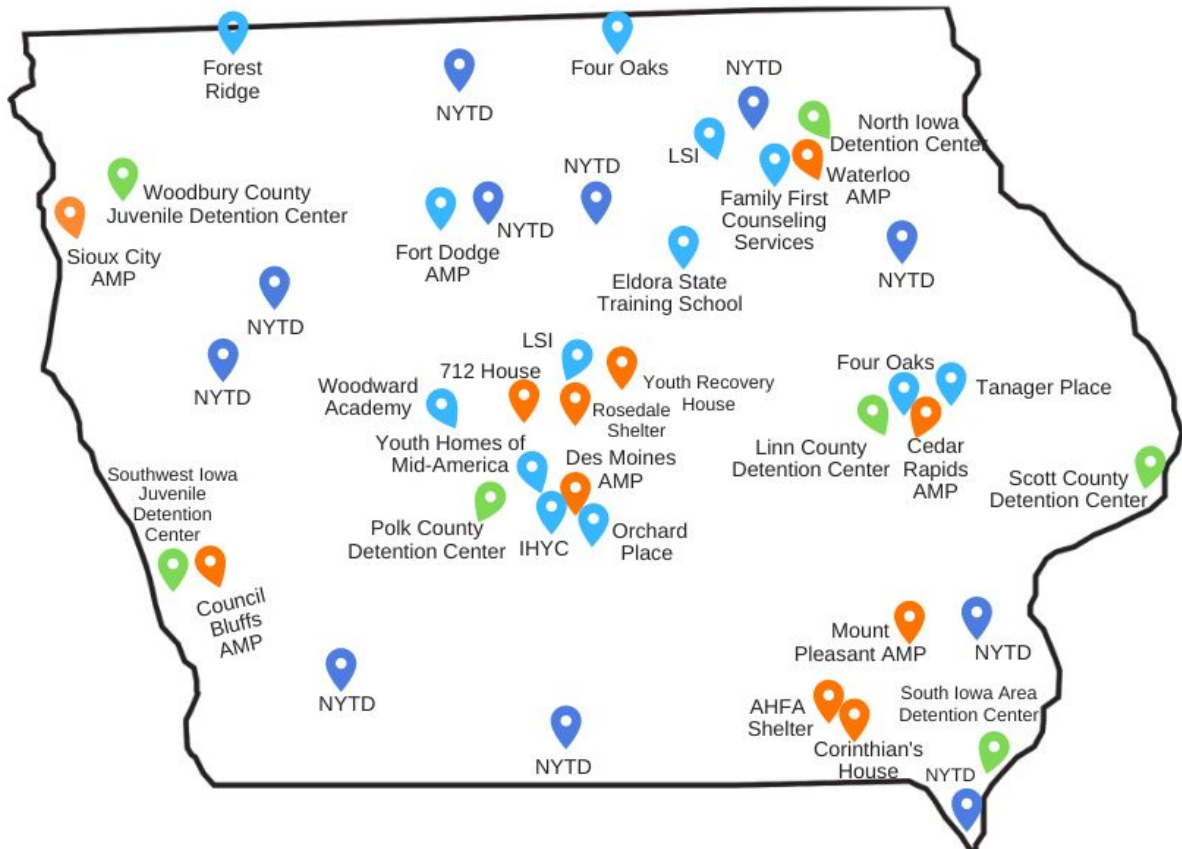 Forest
Ridge
Four Oaks
NYTD
NYTD
North Iowa
Detention Center
LSI
Waterloo
AMP
Family First
Counseling
Services
NYTD
Woodbury County
Juvenile Detention Center
Sioux City
AMP
Fort Dodge
AMP
NYTD
Eldora State
Training School
NYTD
NYTD
NYTD
LSI
712 House
Youth Recovery
House
Rosedale
Shelter
Woodward
Academy
Youth Homes of
Mid-America
Des Moines
AMP
Polk County
Detention Center
IHYC
Orchard
Place
Four Oaks
Tanager Place
Linn County
Detention Center
Cedar
Rapids
AMP
Scott County
Detention Center
Southwest Iowa
Juvenile
Detention
Center
Council
Bluffs
AMP
Mount
Pleasant AMP
NYTD
NYTD
NYTD
AHFA
Shelter
Corinthian's
House
South Iowa Area
Detention Center
NYTD